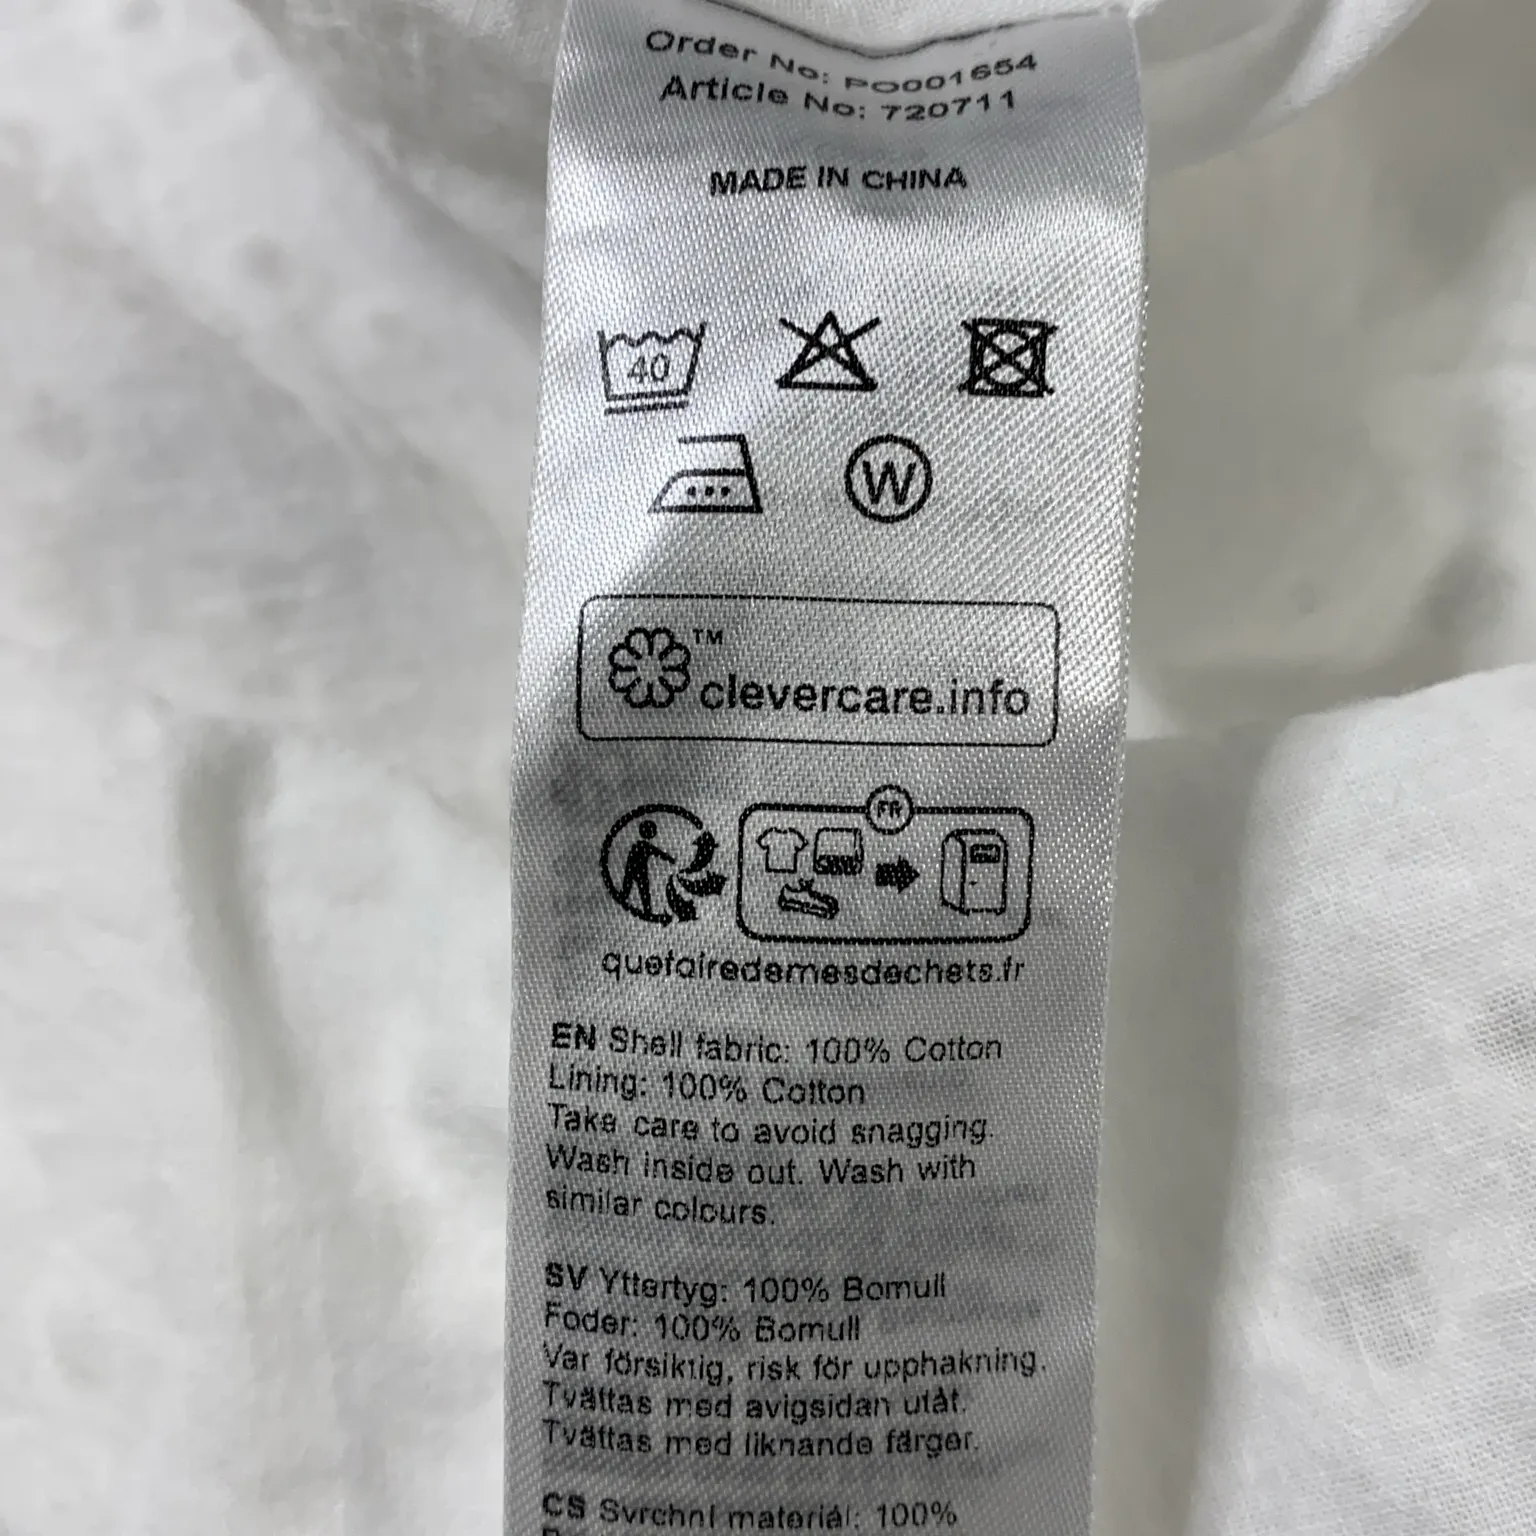 Order No: PO001654
Article No: 720711
MADE IN CHINA
40
W
™
clevercare.info
FR
quefairedemesdechets.fr
EN Shell fabric: 100% Cotton
Lining: 100% Cotton
Take care to avoid snagging.
Wash inside out. Wash with
similar colours.
SV Yttertyg: 100% Bomull
Foder: 100% Bomull
Var försiktig, risk för upphakning.
Tvättas med avigsidan utåt.
Tvättas med liknande färger.
CS Svrchní materiál: 100%